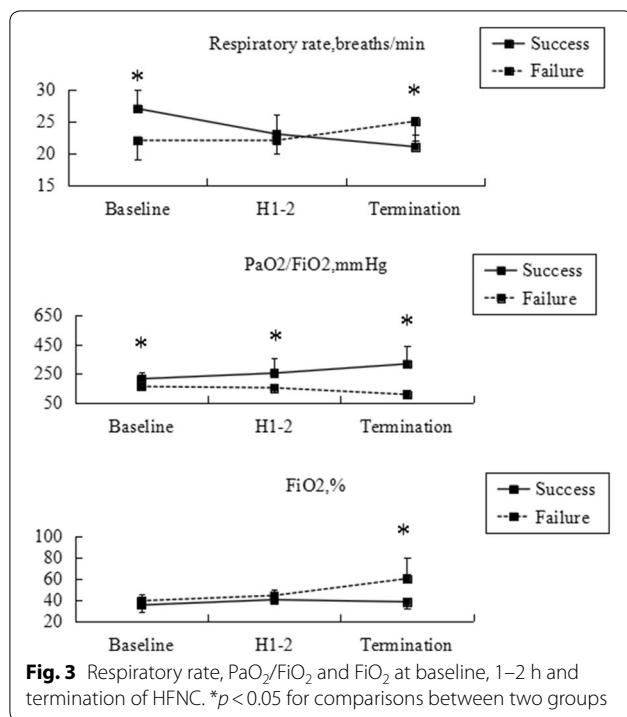 Respiratory rate,breaths/min
Success
Failure
*
*
30
25
20
15
Baseline H1-2 Termination
PaO2/FiO2,mmHg
Success
Failure
650
450
250
50
*
*
*
Baseline H1-2 Termination
FiO2,%
Success
Failure
100
80
60
40
20
*
Baseline H1-2 Termination
Fig. 3 Respiratory rate, PaO₂/FiO₂ and FiO₂ at baseline, 1–2 h and
termination of HFNC. *p < 0.05 for comparisons between two groups